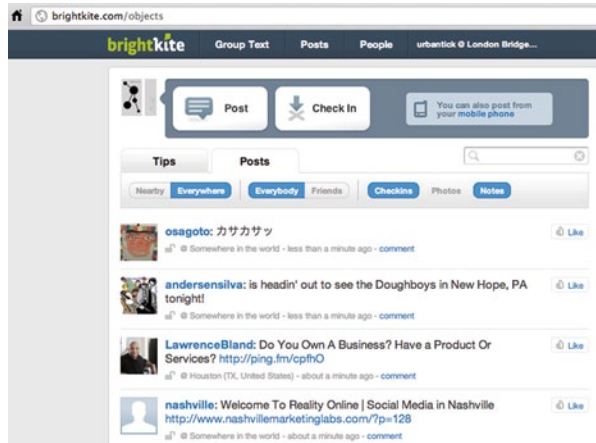 brightkite.com/objects
brightkite Group Text Posts People urbantick @ London Bridge...
Post Check In You can also post from
your mobile phone
Tips Posts
Nearby Everywhere Everybody Friends Checkins Photos Notes
osagoto: カサカサッ Like
@ Somewhere in the world - less than a minute ago - comment
andersensilva: is headin' out to see the Doughboys in New Hope, PA Like
tonight!
@ Somewhere in the world - less than a minute ago - comment
LawrenceBland: Do You Own A Business? Have a Product Or Like
Services? http://ping.fm/cpfhO
@ Houston (TX, United States) - about a minute ago - comment
nashville: Welcome To Reality Online | Social Media in Nashville Like
http://www.nashvillemarketinglabs.com/?p=128
@ Somewhere in the world - about a minute ago - comment